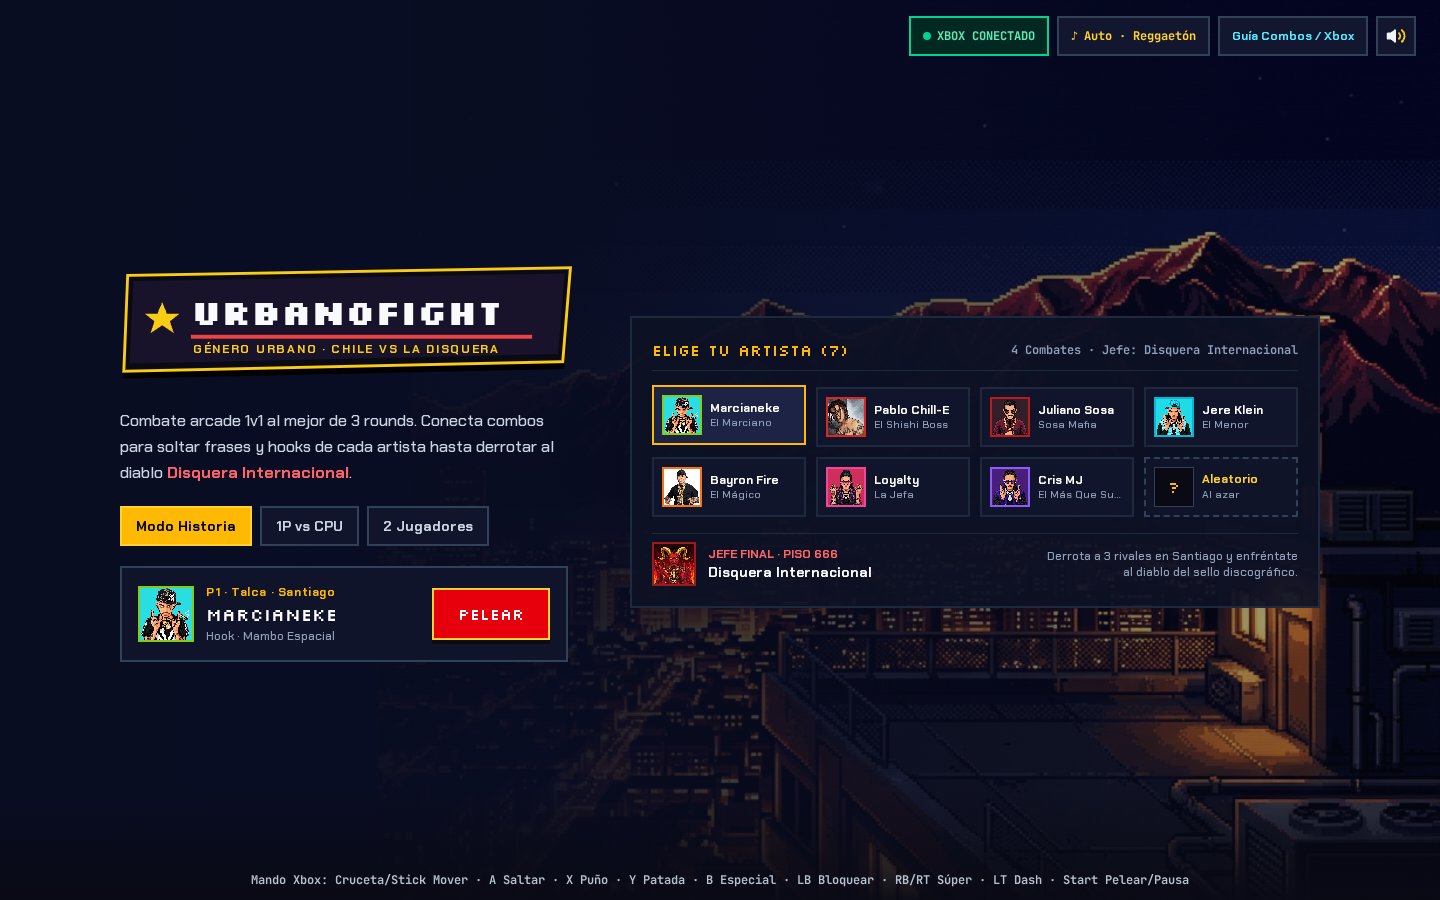 XBOX CONECTADO
♪ Auto · Reggaetón
Guía Combos / Xbox
URBANOFIGHT
GÉNERO URBANO · CHILE VS LA DISQUERA
Combate arcade 1v1 al mejor de 3 rounds. Conecta combos
para soltar frases y hooks de cada artista hasta derrotar al
diablo Disquera Internacional.
Modo Historia
1P vs CPU
2 Jugadores
P1 · Talca · Santiago
MARCIANEKE
Hook · Mambo Espacial
PELEAR
ELIGE TU ARTISTA (7)
4 Combates · Jefe: Disquera Internacional
Marcianeke
El Marciano
Pablo Chill-E
El Shishi Boss
Juliano Sosa
Sosa Mafia
Jere Klein
El Menor
Bayron Fire
El Mágico
Loyalty
La Jefa
Cris MJ
El Más Que Su...
?
Aleatorio
Al azar
JEFE FINAL · PISO 666
Disquera Internacional
Derrota a 3 rivales en Santiago y enfréntate
al diablo del sello discográfico.
Mando Xbox: Cruceta/Stick Mover · A Saltar · X Puño · Y Patada · B Especial · LB Bloquear · RB/RT Súper · LT Dash · Start Pelear/Pausa